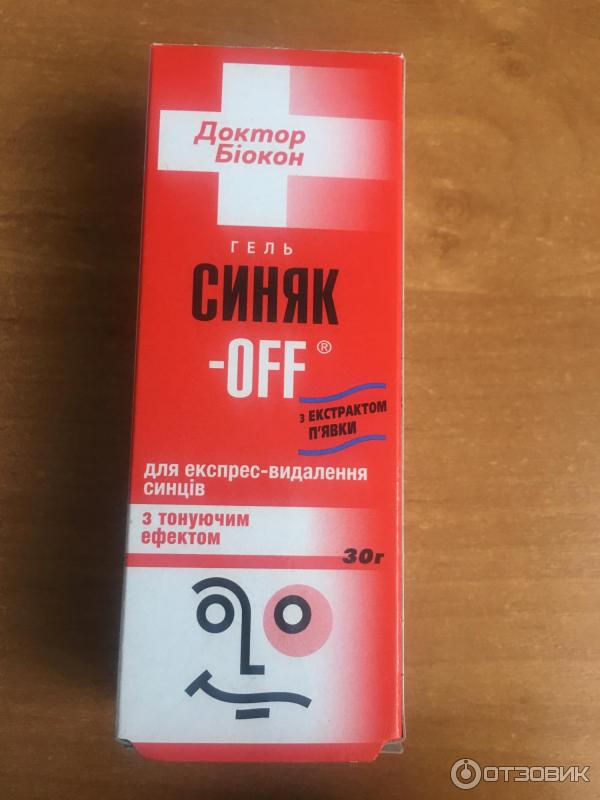 Доктор
Біокон
ГЕЛЬ
СИНЯК
-OFF®
з ЕКСТРАКТОМ
П'ЯВКИ
для експрес-видалення
синців
з тонуючим
ефектом
30г
ОТЗОВИК